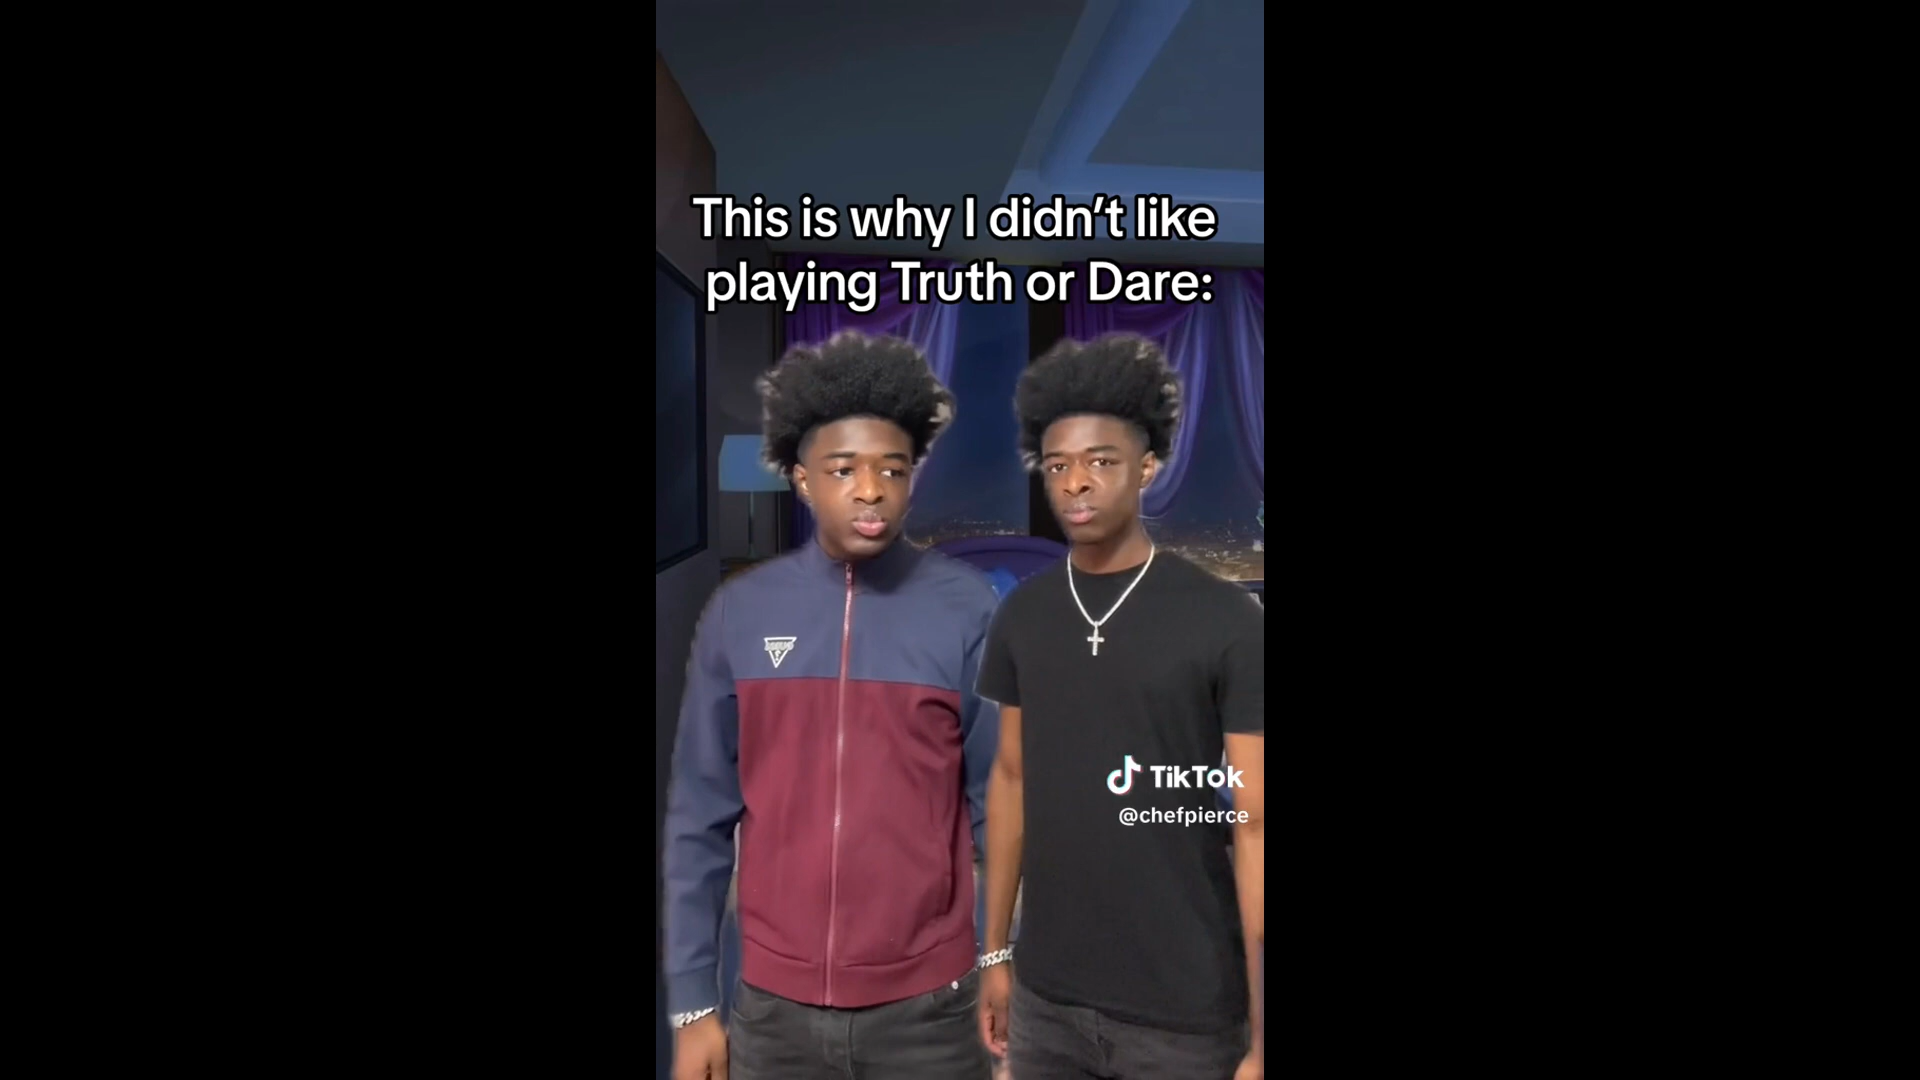 This is why I didn’t like
playing Truth or Dare:
TikTok
@chefpierce